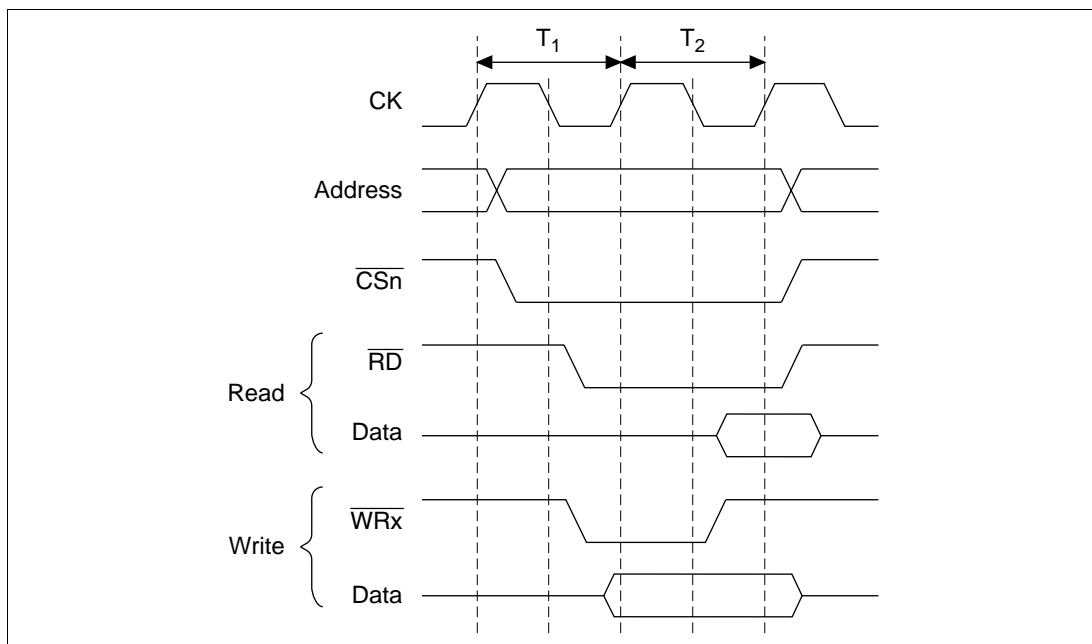 T1 T2
CK
Address
CSn
RD
Read
Data
WRx
Write
Data